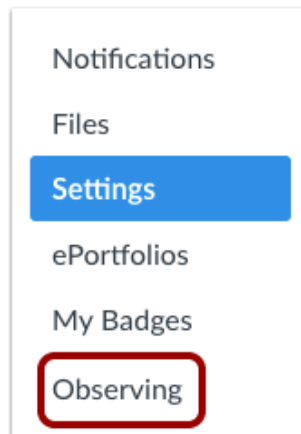 Notifications
Files
Settings
ePortfolios
My Badges
Observing